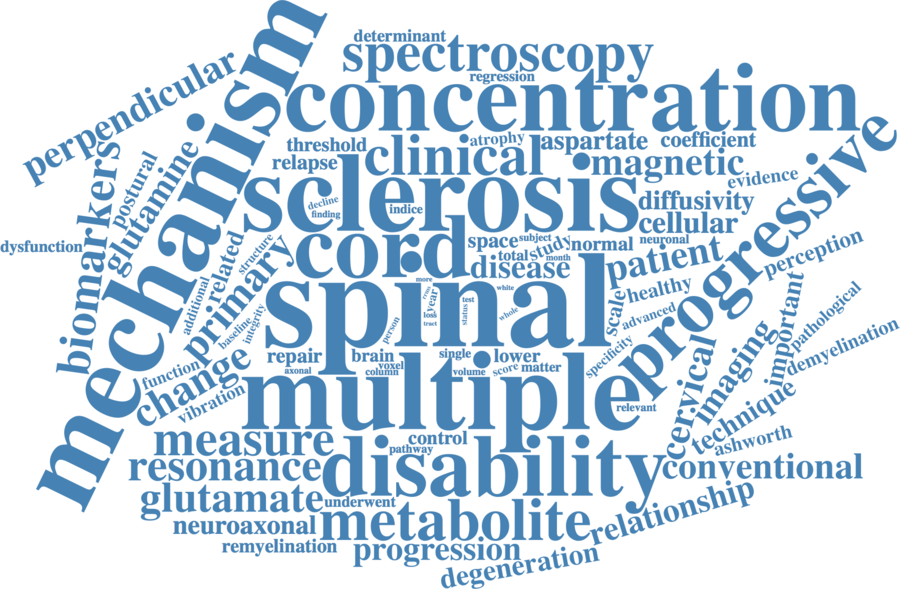 determinant
spectroscopy
regression
perpendicular
mechanism
concentration
threshold
atrophy
aspartate
coefficient
relapse
clinical
magnetic
evidence
progressive
biomarkers
postural
glutamine
sclerosis
decline
finding
indice
diffusivity
cellular
dysfunction
related
structure
cord
space
subject
study
normal
neuronal
total
month
disease
patient
perception
additional
primary
spinal
more
cross
year
loss
tract
test
status
white
whole
person
scale
healthy
advanced
specificity
important
pathological
baseline
integrity
repair
brain
single
lower
axonal
voxel
column
volume
score
matter
function
change
vibration
multiple
relevant
cervical
imaging
technique
demyelination
ashworth
measure
control
pathway
resonance
disability
conventional
glutamate
underwent
neuroaxonal
metabolite
relationship
remyelination
progression
degeneration